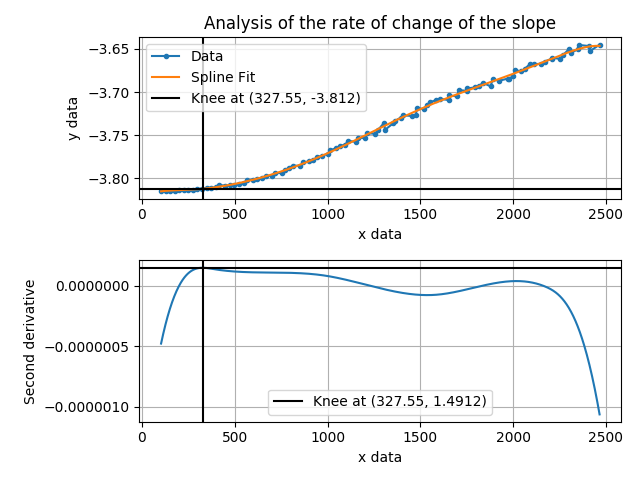 Analysis of the rate of change of the slope
−3.65
−3.70
−3.75
−3.80
y data
Data
Spline Fit
Knee at (327.55, -3.812)
0 500 1000 1500 2000 2500
x data
0.0000000
−0.0000005
−0.0000010
Second derivative
Knee at (327.55, 1.4912)
0 500 1000 1500 2000 2500
x data